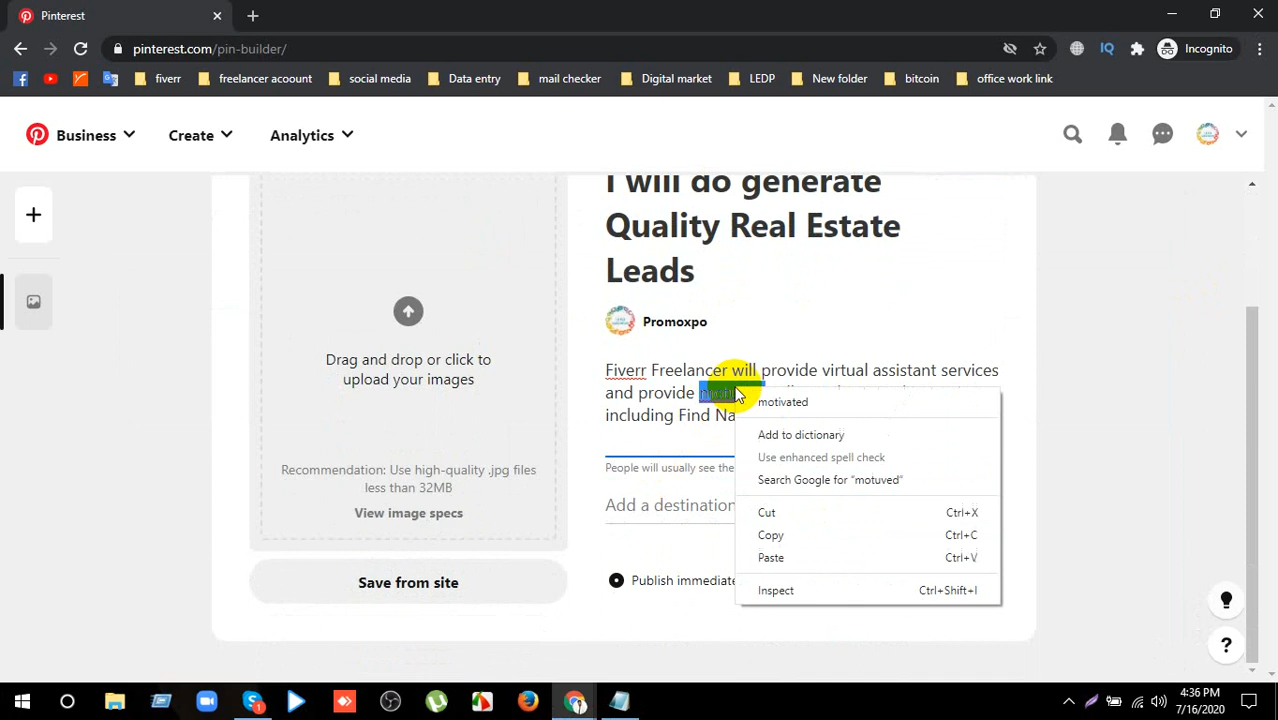 Pinterest
pinterest.com/pin-builder/
IQ
Incognito
fiverr
freelancer acoount
social media
Data entry
mail checker
Digital market
LEDP
New folder
bitcoin
office work link
Business
Create
Analytics
I will do generate
Quality Real Estate
Leads
Promoxpo
Drag and drop or click to
upload your images
Recommendation: Use high-quality .jpg files
less than 32MB
View image specs
Save from site
Fiverr Freelancer will provide virtual assistant services
and provide
including Find Na
People will usually see the
Add a destination
Publish immediate
motivated
Add to dictionary
Use enhanced spell check
Search Google for "motuved"
Cut Ctrl+X
Copy Ctrl+C
Paste Ctrl+V
Inspect Ctrl+Shift+I
4:36 PM
7/16/2020